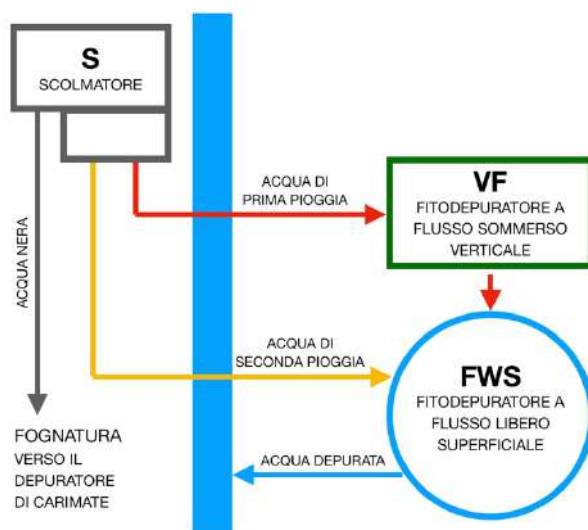 S
SCOLMATORE
ACQUA NERA
ACQUA DI
PRIMA PIOGGIA
VF
FITODEPURATORE A
FLUSSO SOMMERSO
VERTICALE
ACQUA DI
SECONDA PIOGGIA
FWS
FITODEPURATORE A
FLUSSO LIBERO
SUPERFICIALE
FOGNATURA
VERSO IL
DEPURATORE
DI CARIMATE
ACQUA DEPURATA